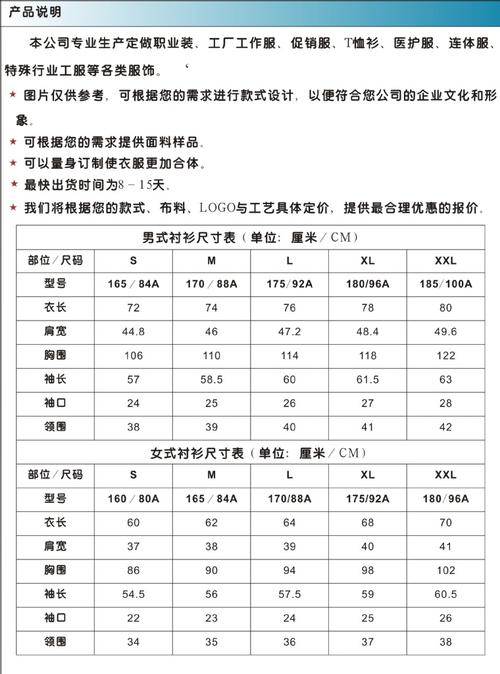 产品说明
本公司专业生产定做职业装、工厂工作服、促销服、T恤衫、医护服、连体服、
特殊行业工服等各类服饰。
★ 图片仅供参考，可根据您的需求进行款式设计，以便符合您公司的企业文化和形
象。
★ 可根据您的需求提供面料样品。
★ 可以量身订制使衣服更加合体。
★ 最快出货时间为8－15天。
★ 我们将根据您的款式、布料、LOGO与工艺具体定价，提供最合理优惠的报价。
男式衬衫尺寸表（单位：厘米／CM）
部位／尺码 S M L XL XXL
型号 165／84A 170／88A 175/92A 180/96A 185/100A
衣长 72 74 76 78 80
肩宽 44.8 46 47.2 48.4 49.6
胸围 106 110 114 118 122
袖长 57 58.5 60 61.5 63
袖口 24 25 26 27 28
领围 38 39 40 41 42
女式衬衫尺寸表（单位：厘米／CM）
部位／尺码 S M L XL XXL
型号 160／80A 165／84A 170/88A 175/92A 180/96A
衣长 60 62 64 68 70
肩宽 37 38 39 40 41
胸围 86 90 94 98 102
袖长 54.5 56 57.5 59 60.5
袖口 22 23 24 25 26
领围 34 35 36 37 38